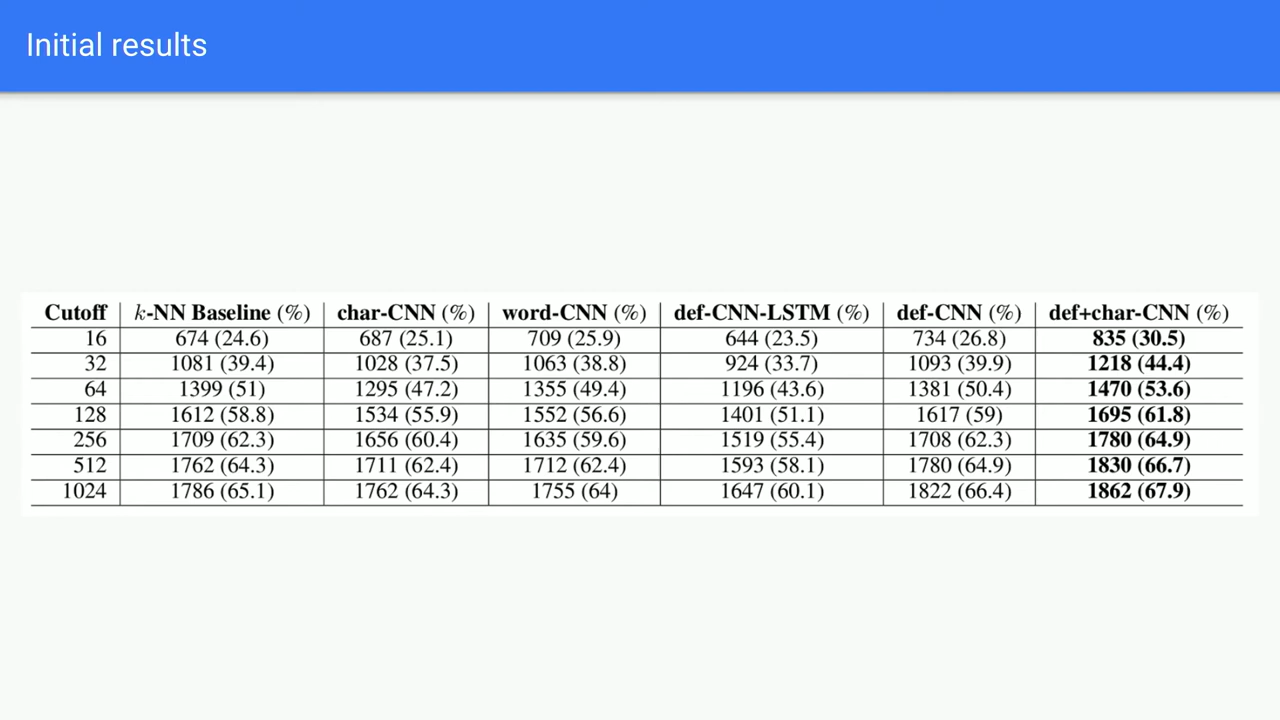 Initial results
Cutoff k-NN Baseline (%) char-CNN (%) word-CNN (%) def-CNN-LSTM (%) def-CNN (%) def+char-CNN (%)
16 674 (24.6) 687 (25.1) 709 (25.9) 644 (23.5) 734 (26.8) 835 (30.5)
32 1081 (39.4) 1028 (37.5) 1063 (38.8) 924 (33.7) 1093 (39.9) 1218 (44.4)
64 1399 (51) 1295 (47.2) 1355 (49.4) 1196 (43.6) 1381 (50.4) 1470 (53.6)
128 1612 (58.8) 1534 (55.9) 1552 (56.6) 1401 (51.1) 1617 (59) 1695 (61.8)
256 1709 (62.3) 1656 (60.4) 1635 (59.6) 1519 (55.4) 1708 (62.3) 1780 (64.9)
512 1762 (64.3) 1711 (62.4) 1712 (62.4) 1593 (58.1) 1780 (64.9) 1830 (66.7)
1024 1786 (65.1) 1762 (64.3) 1755 (64) 1647 (60.1) 1822 (66.4) 1862 (67.9)